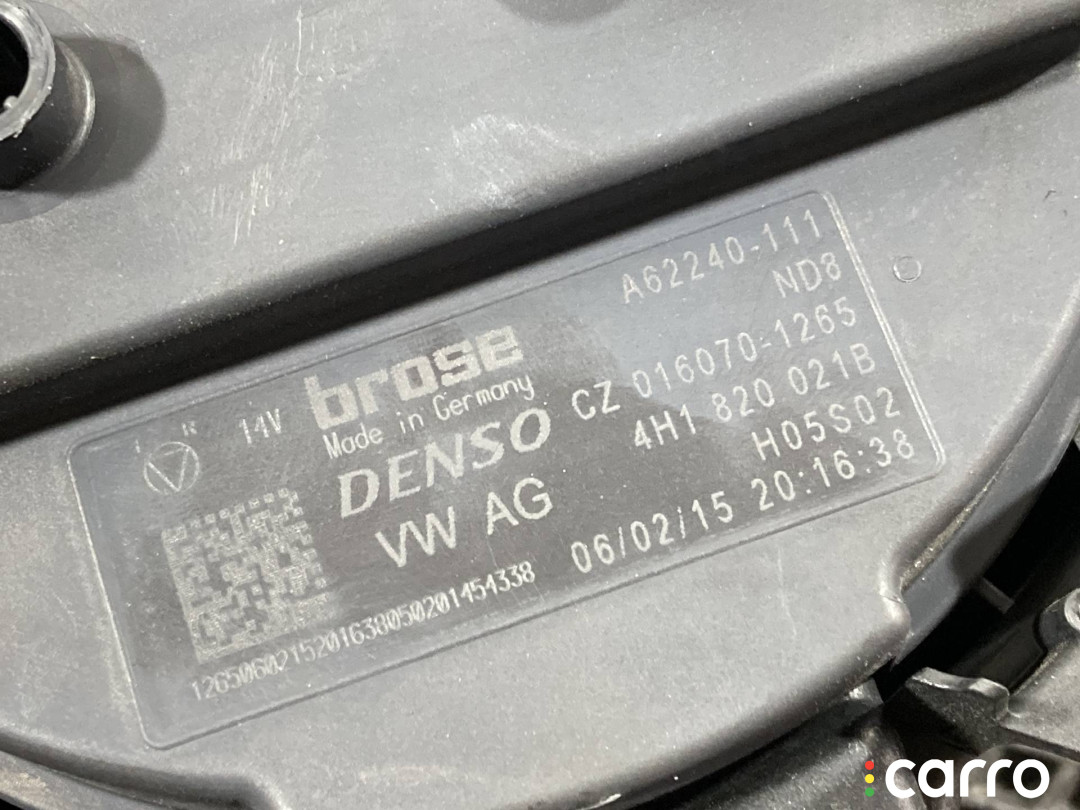 A62240-111
ND8
14V brose
Made in Germany
DENSO CZ 016070-1265
4H1 820 021B
VW AG H05S02
06/02/15 20:16:38
1265060215201638050201454338
carro